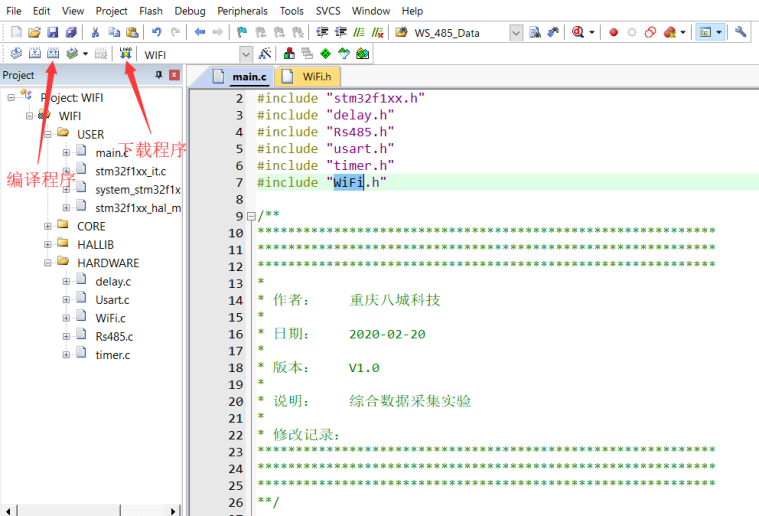 File Edit View Project Flash Debug Peripherals Tools SVCS Window Help
WS_485_Data
LOAD WIFI
Project
main.c WiFi.h
Project: WIFI
WIFI
USER
main.c
stm32f1xx_it.c
system_stm32f1x
stm32f1xx_hal_m
CORE
HALLIB
HARDWARE
delay.c
Usart.c
WiFi.c
Rs485.c
timer.c
编译程序
下载程序
2 #include "stm32f1xx.h"
3 #include "delay.h"
4 #include "Rs485.h"
5 #include "usart.h"
6 #include "timer.h"
7 #include "WiFi.h"
8
9 /**
10 ************************************************************
11 ************************************************************
12 ************************************************************
13 *
14 * 作者: 重庆八城科技
15 *
16 * 日期: 2020-02-20
17 *
18 * 版本: V1.0
19 *
20 * 说明: 综合数据采集实验
21 *
22 * 修改记录:
23 ************************************************************
24 ************************************************************
25 ************************************************************
26 **/